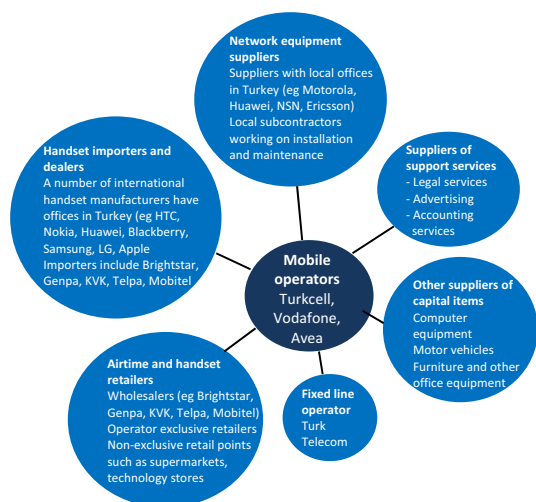 Network equipment
suppliers
Suppliers with local offices
in Turkey (eg Motorola,
Huawei, NSN, Ericsson)
Local subcontractors
working on installation
and maintenance
Handset importers and
dealers
A number of international
handset manufacturers have
offices in Turkey (eg HTC,
Nokia, Huawei, Blackberry,
Samsung, LG, Apple
Importers include Brightstar,
Genpa, KVK, Telpa, Mobitel
Suppliers of
support services
- Legal services
- Advertising
- Accounting
services
Mobile
operators
Turkcell,
Vodafone,
Avea
Other suppliers of
capital items
Computer
equipment
Motor vehicles
Furniture and other
office equipment
Airtime and handset
retailers
Wholesalers (eg Brightstar,
Genpa, KVK, Telpa, Mobitel)
Operator exclusive retailers
Non-exclusive retail points
such as supermarkets,
technology stores
Fixed line
operator
Turk
Telecom